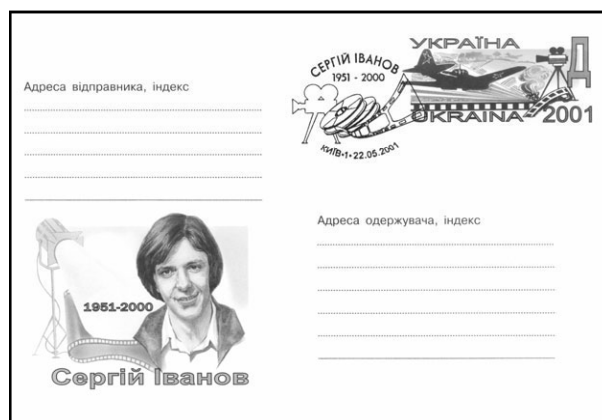 Адреса відправника, індекс
СЕРГІЙ ІВАНОВ
1951 - 2000
КИЇВ•1•22.05.2001
УКРАЇНА
Д
UKRAINA 2001
Адреса одержувача, індекс
1951-2000
Сергій Іванов